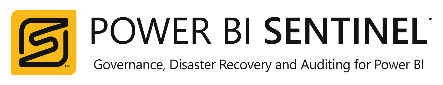 POWER BI SENTINEL
Governance, Disaster Recovery and Auditing for Power BI